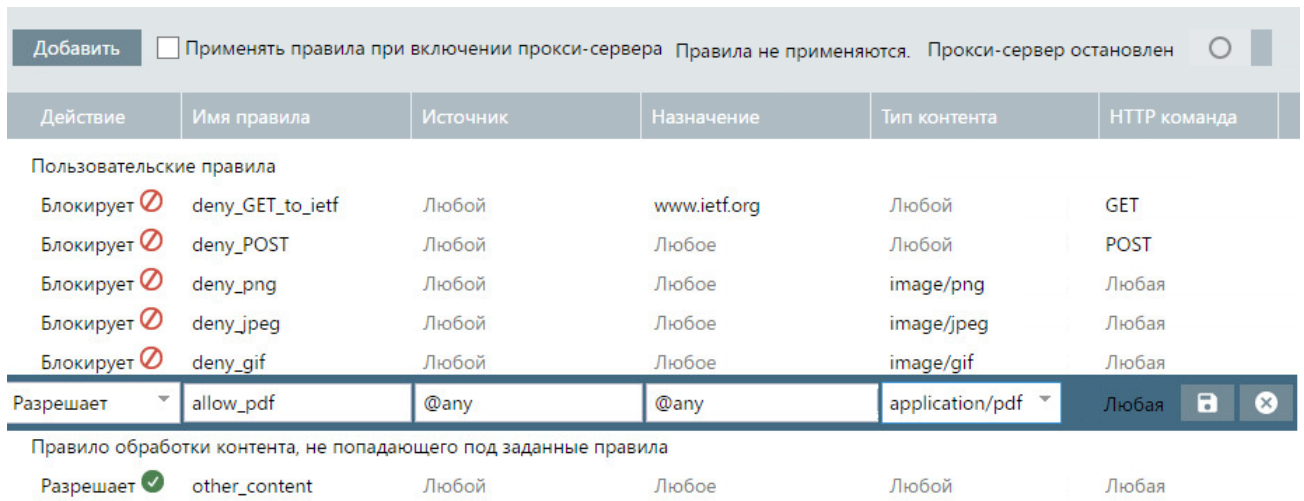 Добавить Применять правила при включении прокси-сервера Правила не применяются. Прокси-сервер остановлен
Действие Имя правила Источник Назначение Тип контента HTTP команда
Пользовательские правила
Блокирует deny_GET_to_ietf Любой www.ietf.org Любой GET
Блокирует deny_POST Любой Любое Любой POST
Блокирует deny_png Любой Любое image/png Любая
Блокирует deny_jpeg Любой Любое image/jpeg Любая
Блокирует deny_gif Любой Любое image/gif Любая
Разрешает allow_pdf @any @any application/pdf Любая
Правило обработки контента, не попадающего под заданные правила
Разрешает other_content Любой Любое Любой Любая